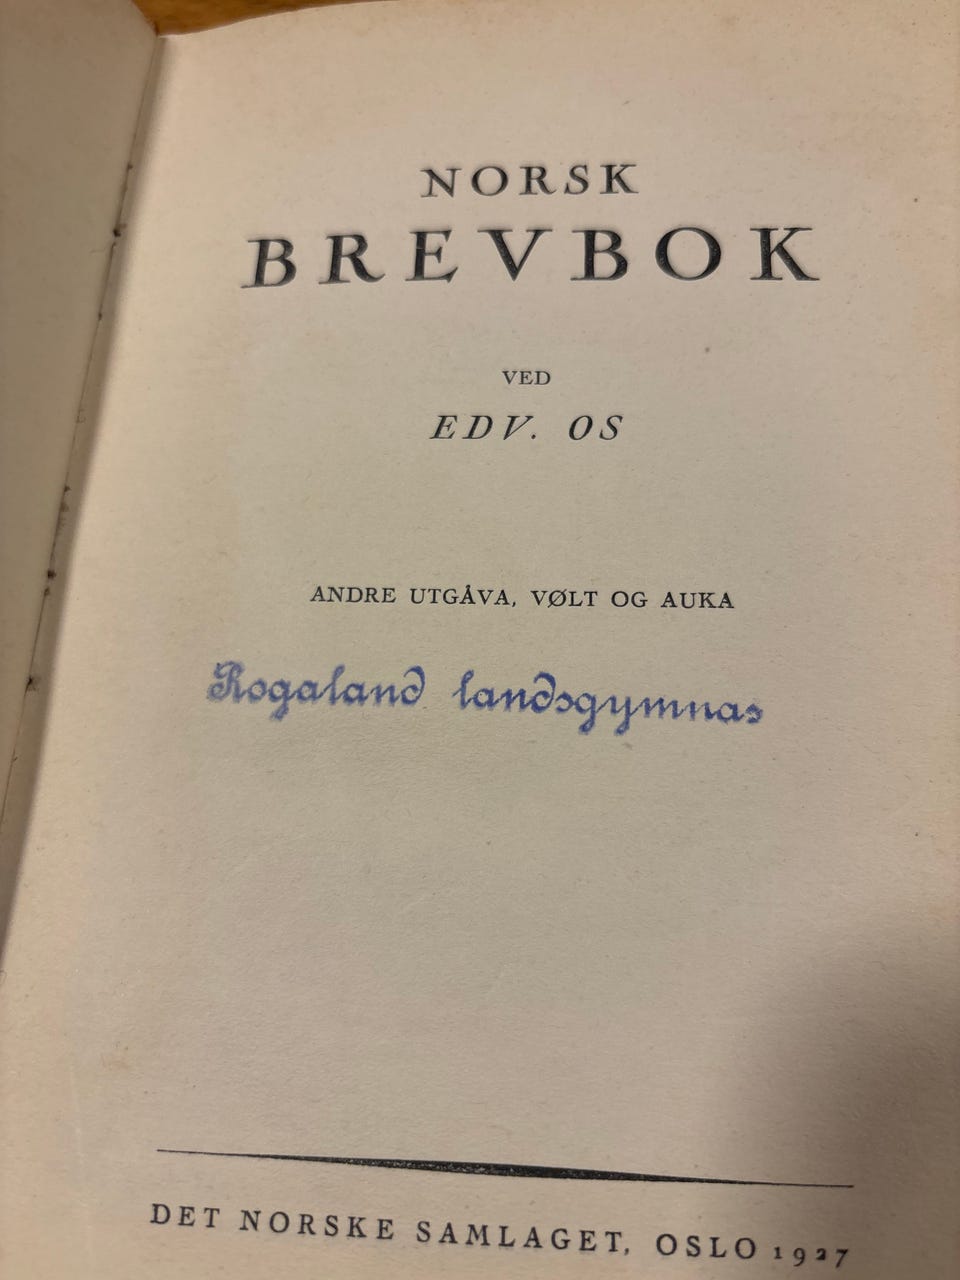 NORSK
BREVBOK
VED
EDV. OS
ANDRE UTGÅVA, VØLT OG AUKA
Rogaland landsgymnas
DET NORSKE SAMLAGET, OSLO 1927